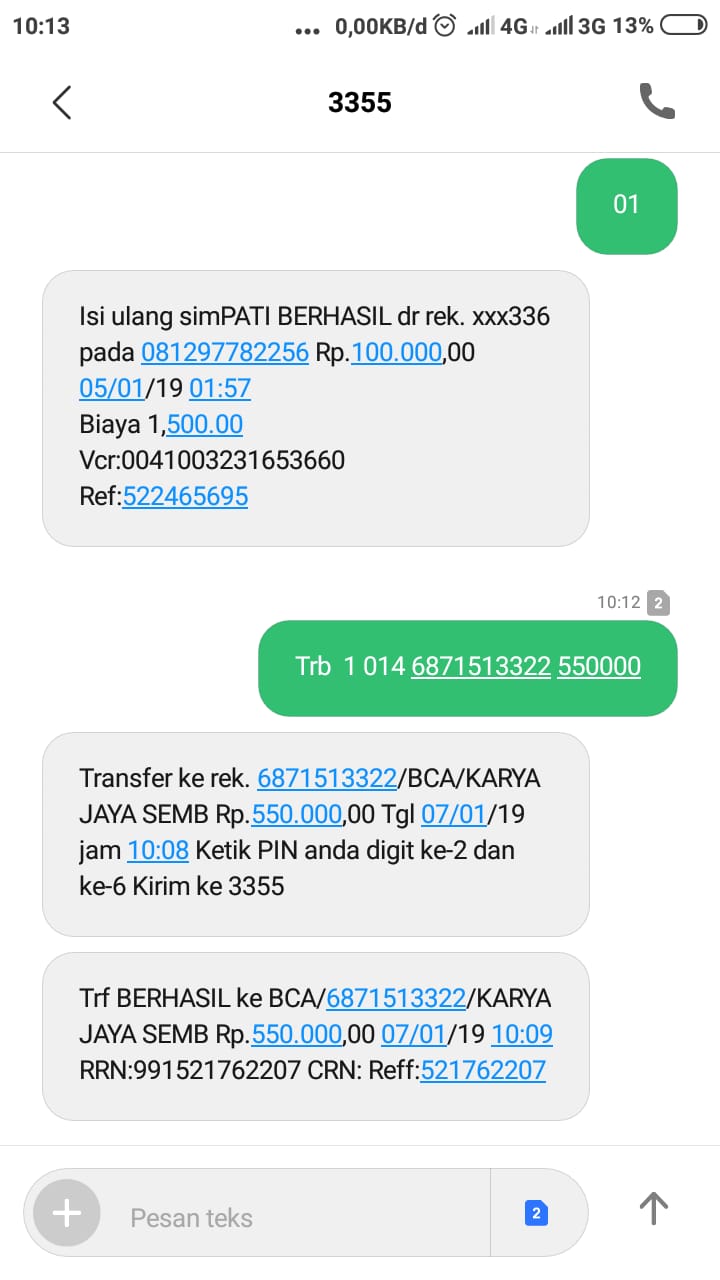 10:13 ... 0,00KB/d 4G 3G 13%
3355
01
Isi ulang simPATI BERHASIL dr rek. xxx336
pada 081297782256 Rp.100.000,00
05/01/19 01:57
Biaya 1,500.00
Vcr:0041003231653660
Ref:522465695
10:12 2
Trb  1 014 6871513322 550000
Transfer ke rek. 6871513322/BCA/KARYA
JAYA SEMB Rp.550.000,00 Tgl 07/01/19
jam 10:08 Ketik PIN anda digit ke-2 dan
ke-6 Kirim ke 3355
Trf BERHASIL ke BCA/6871513322/KARYA
JAYA SEMB Rp.550.000,00 07/01/19 10:09
RRN:991521762207 CRN: Reff:521762207
Pesan teks 2